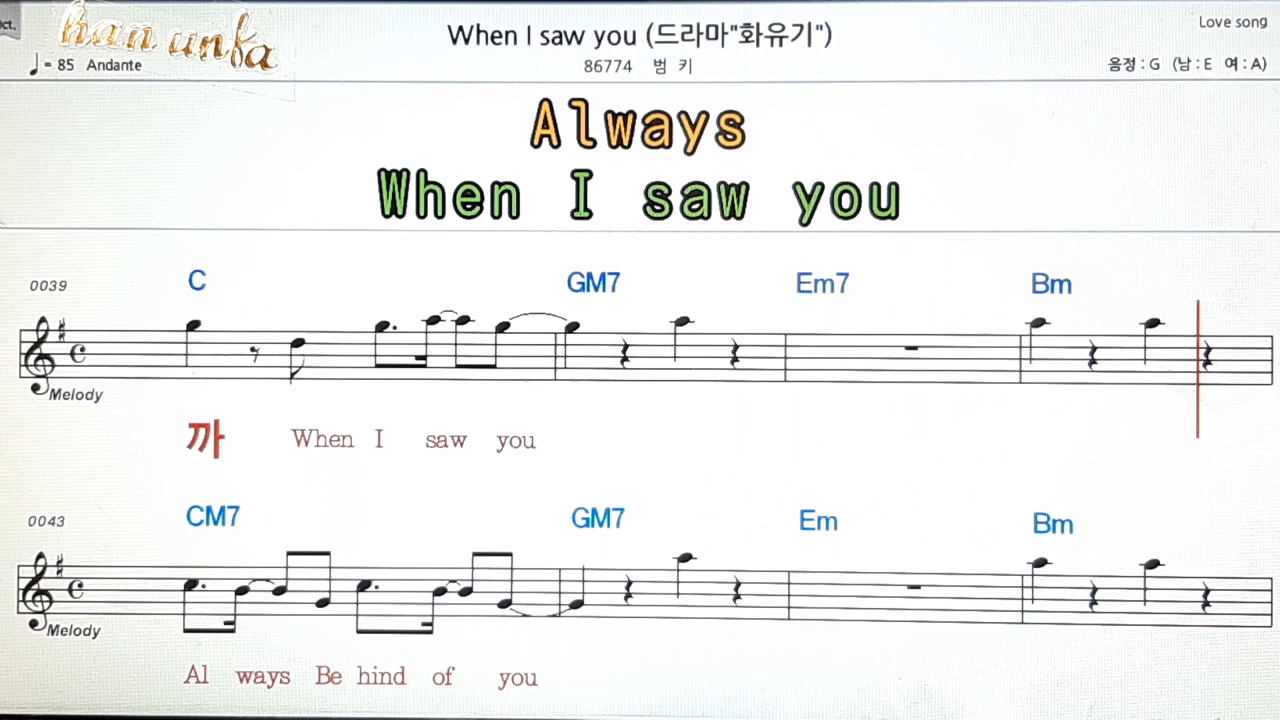 ct.
han unfa
When I saw you (드라마"화유기")
Love song
♩= 85 Andante
86774 범 키
음정 : G (남 : E 여 : A)
Always
When I saw you
C GM7 Em7 Bm
0039
Melody
까 When I saw you
CM7 GM7 Em Bm
0043
Melody
Al ways Be hind of you